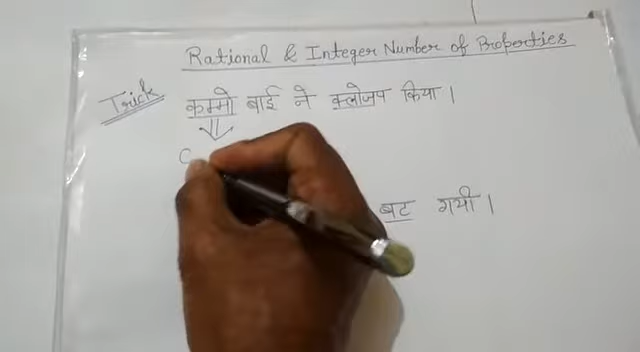 Rational & Integer Number of Properties
Trick
कम्मो बाई ने क्लोजप किया ।
C
बट गयी ।